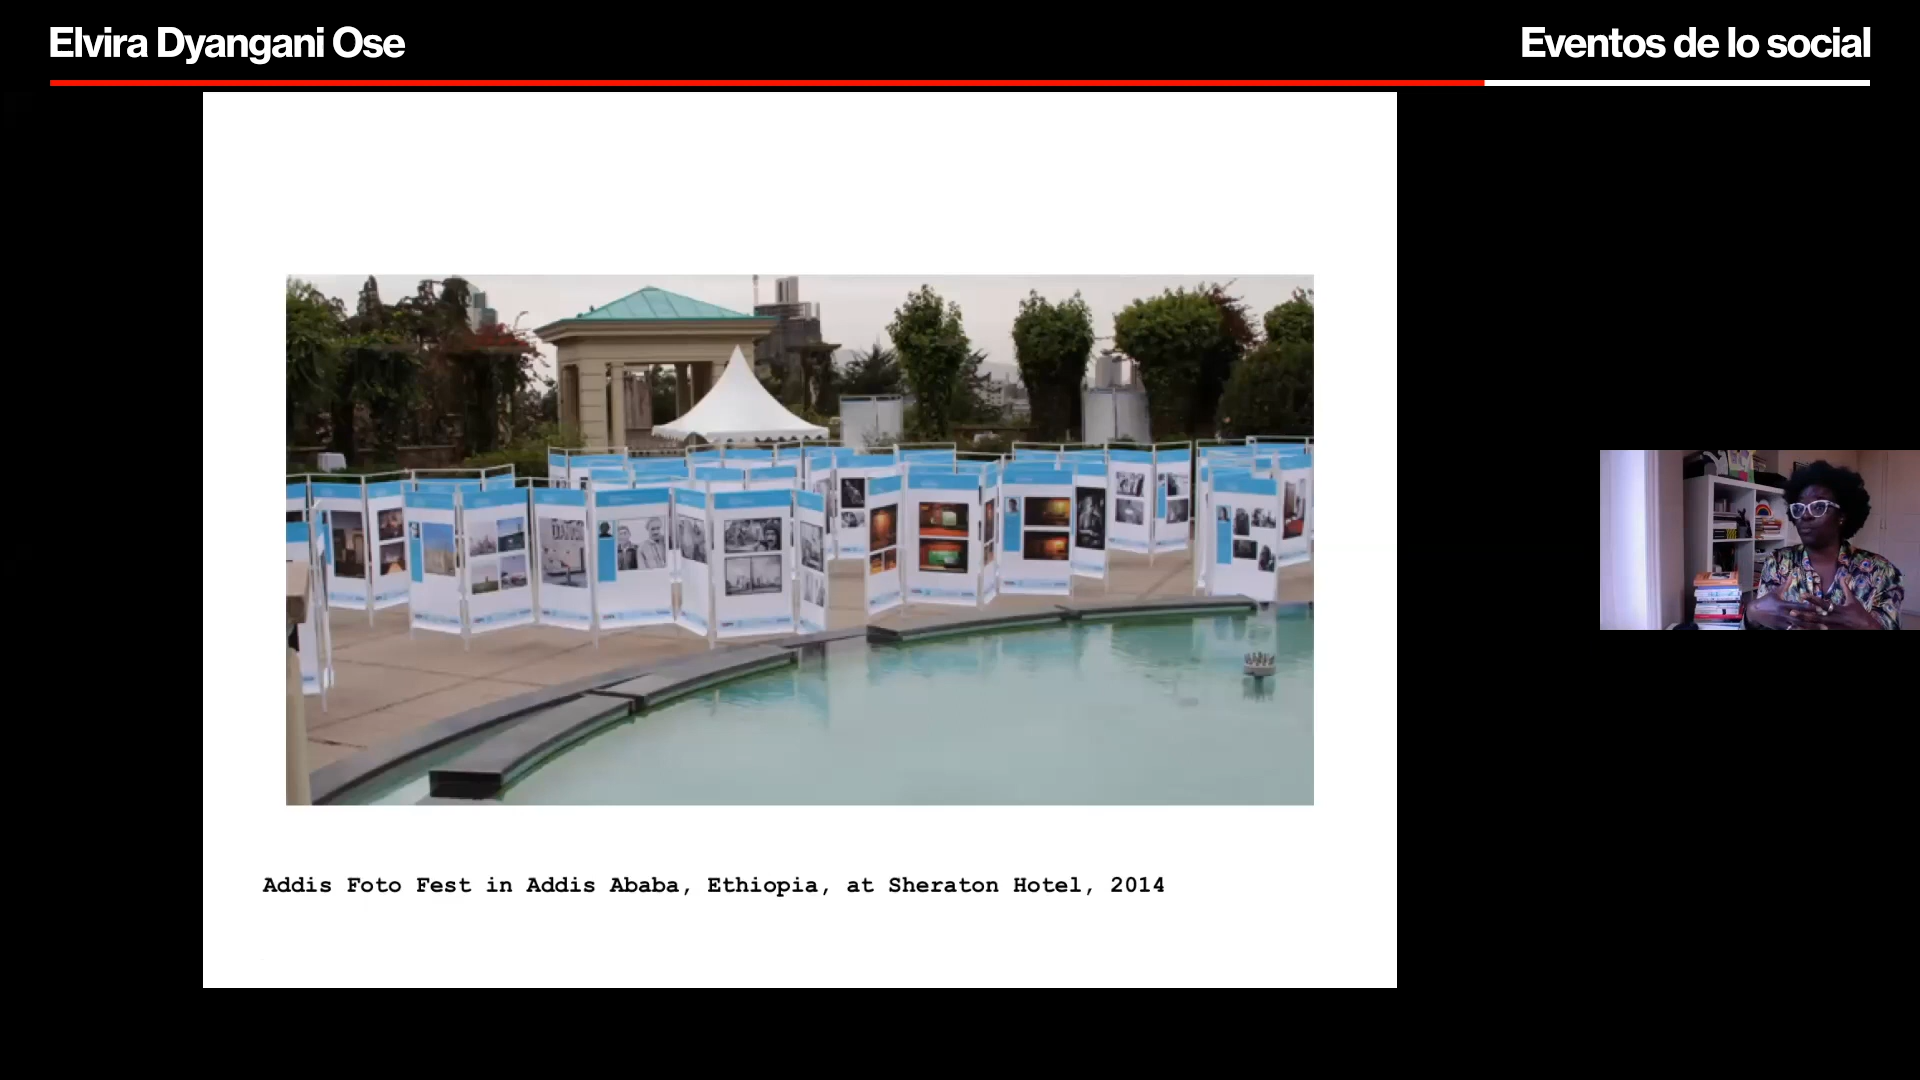 Elvira Dyangani Ose
Eventos de lo social
Addis Foto Fest in Addis Ababa, Ethiopia, at Sheraton Hotel, 2014